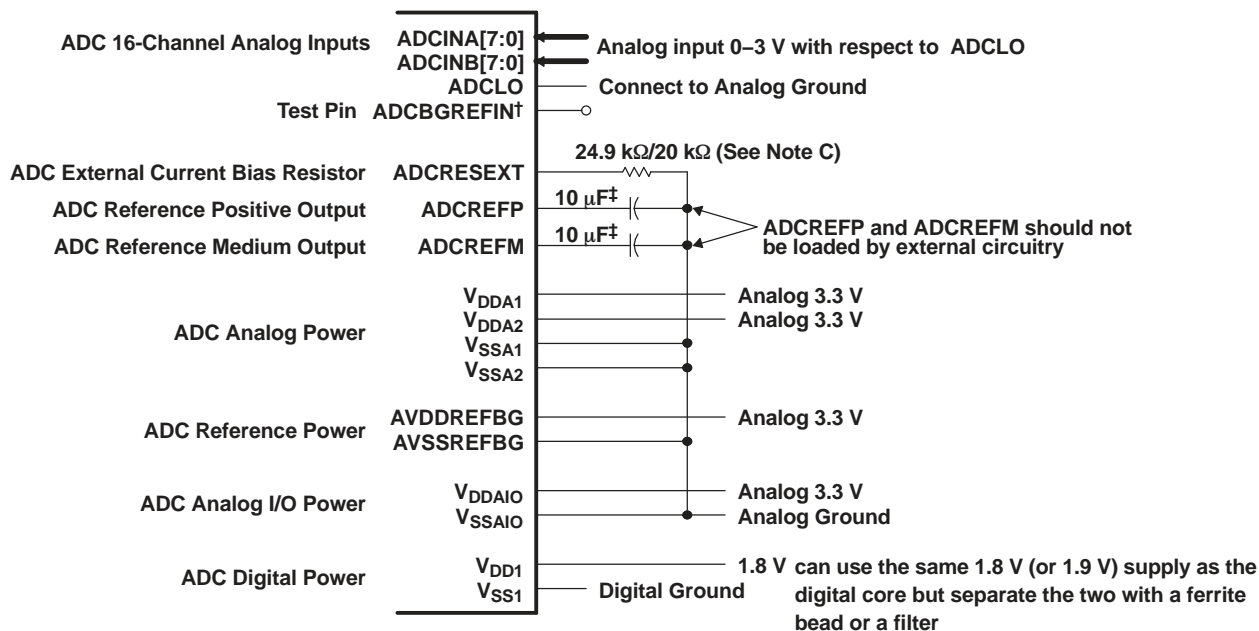 ADC 16-Channel Analog Inputs ADCINA[7:0] Analog input 0–3 V with respect to ADCLO
ADCINB[7:0]
ADCLO Connect to Analog Ground
Test Pin ADCBGREFIN†
24.9 kΩ/20 kΩ (See Note C)
ADC External Current Bias Resistor ADCRESEXT
10 μF‡
ADC Reference Positive Output ADCREFP
ADCREFP and ADCREFM should not
be loaded by external circuitry
10 μF‡
ADC Reference Medium Output ADCREFM
VDDA1 Analog 3.3 V
VDDA2 Analog 3.3 V
ADC Analog Power
VSSA1
VSSA2
AVDDREFBG Analog 3.3 V
ADC Reference Power
AVSSREFBG
VDDAIO Analog 3.3 V
ADC Analog I/O Power
VSSAIO Analog Ground
VDD1 1.8 V can use the same 1.8 V (or 1.9 V) supply as the
ADC Digital Power
VSS1 Digital Ground
digital core but separate the two with a ferrite
bead or a filter